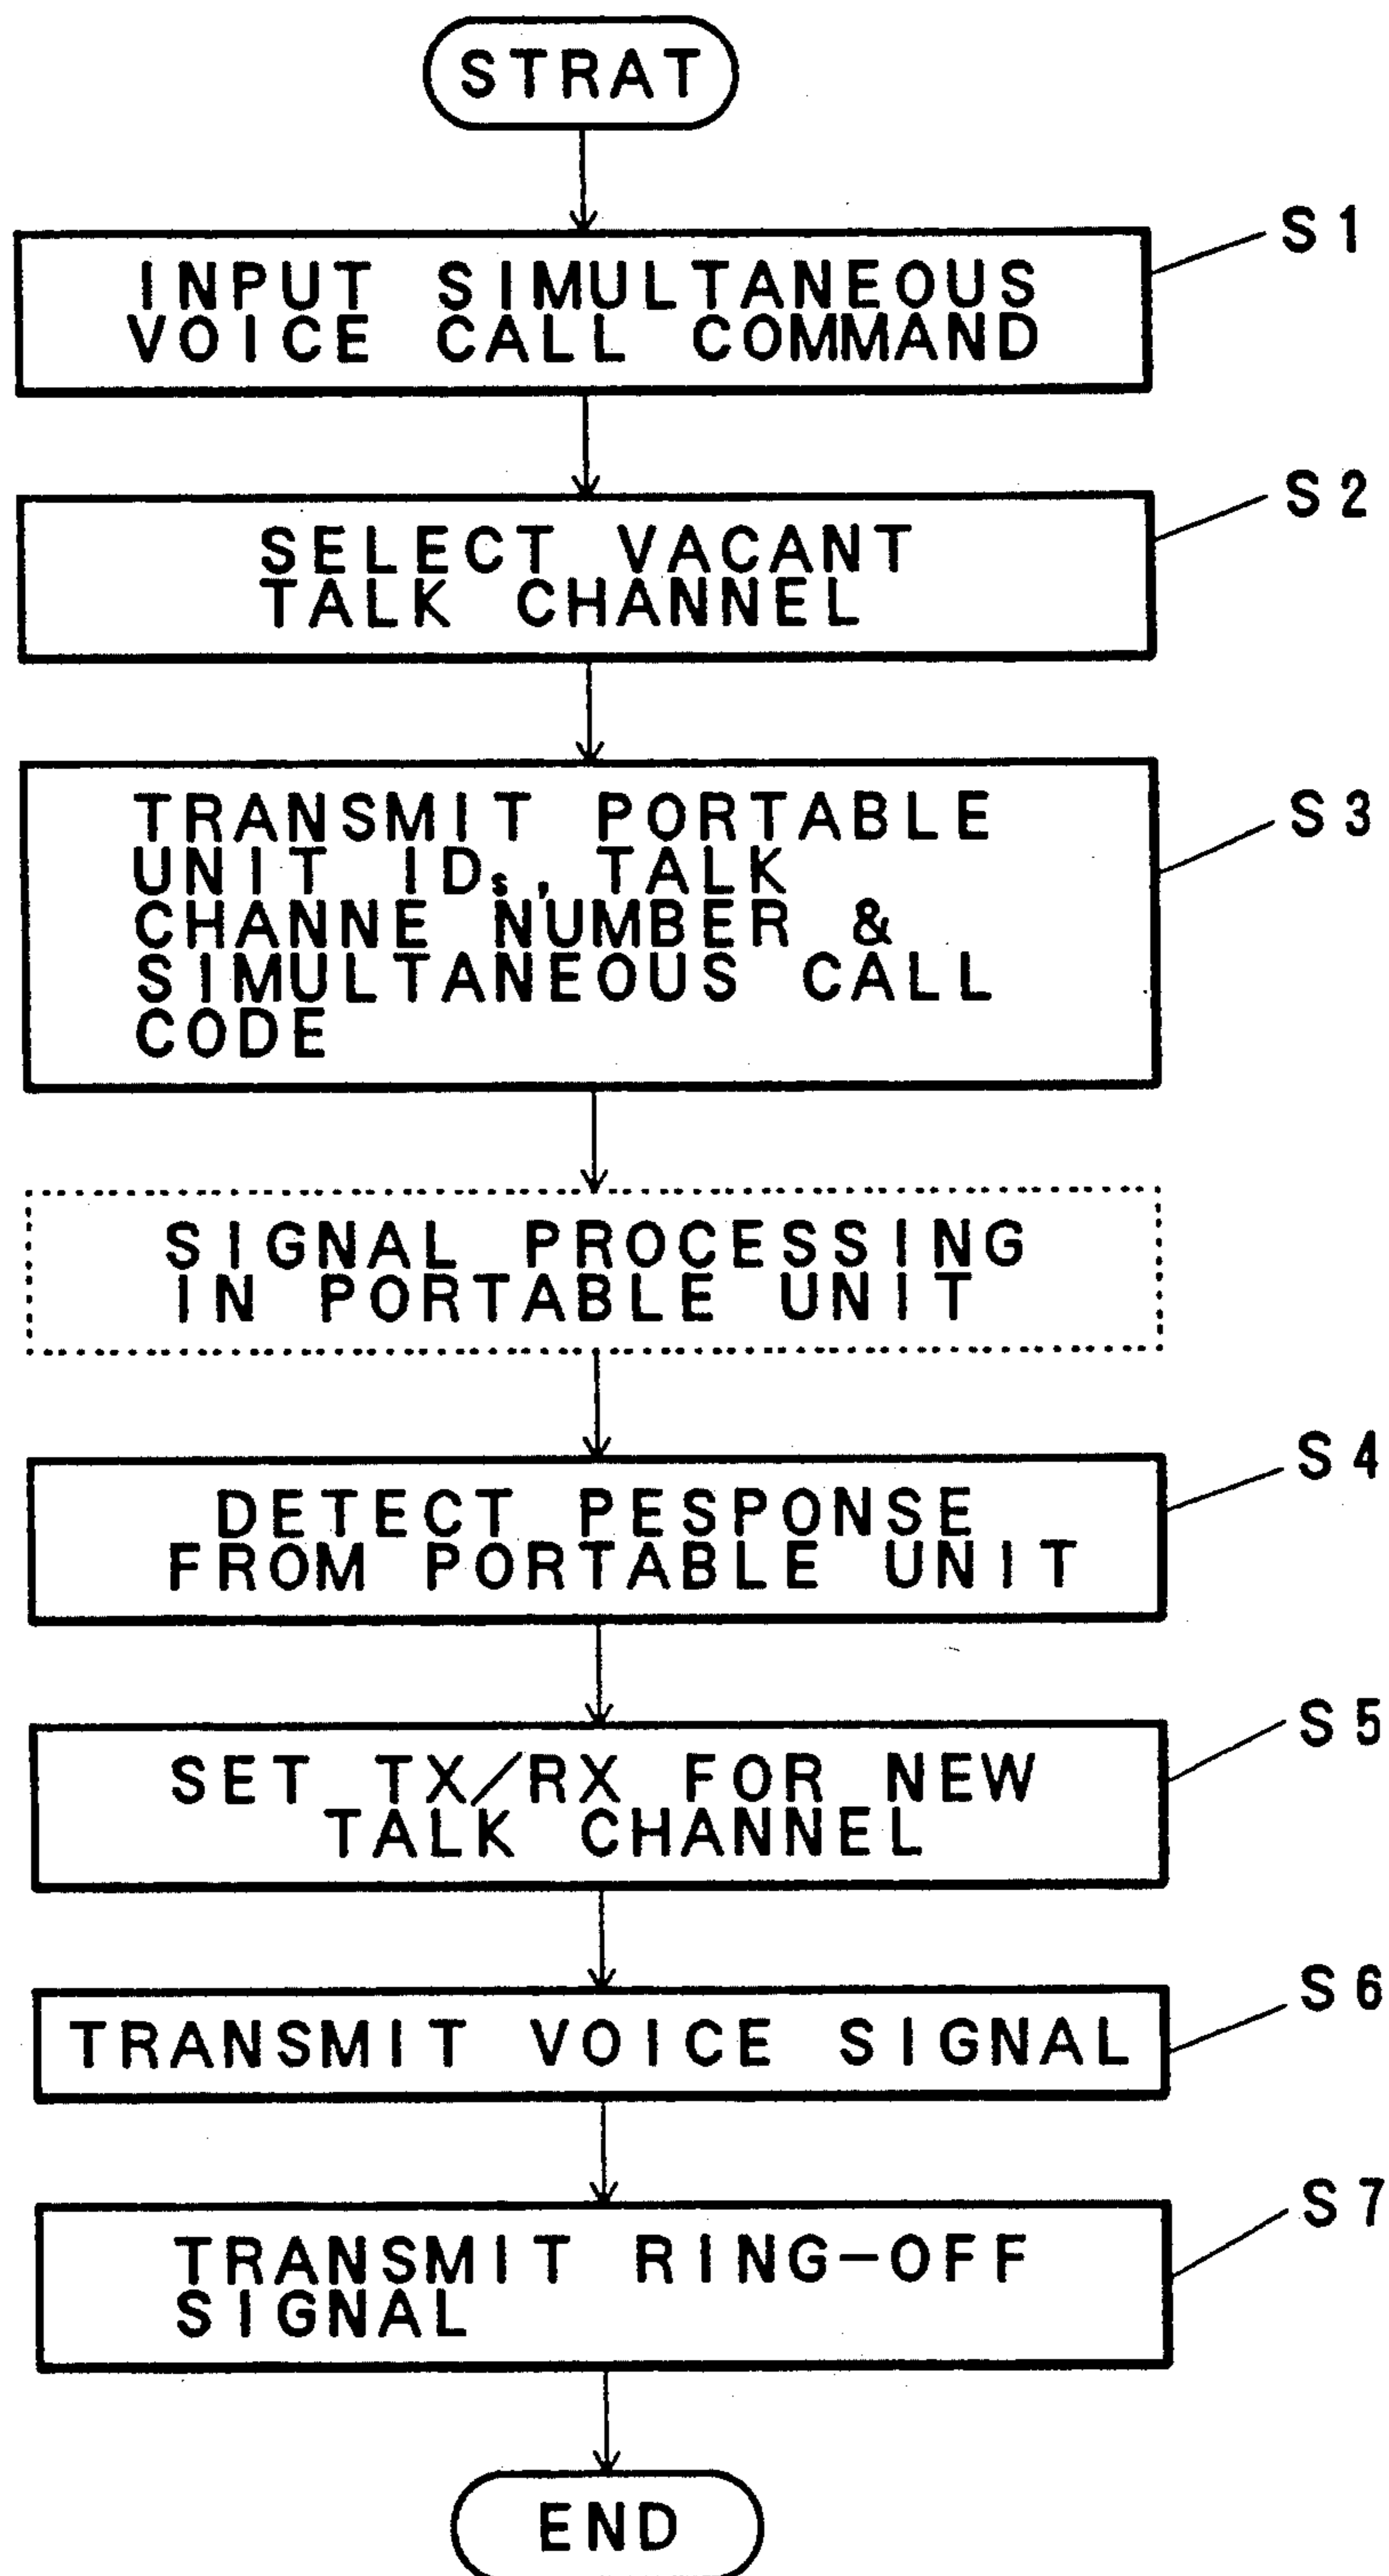 STRAT
S1
INPUT SIMULTANEOUS
VOICE CALL COMMAND
S2
SELECT VACANT
TALK CHANNEL
S3
TRANSMIT PORTABLE
UNIT IDs, TALK
CHANNE NUMBER &
SIMULTANEOUS CALL
CODE
SIGNAL PROCESSING
IN PORTABLE UNIT
S4
DETECT PESPONSE
FROM PORTABLE UNIT
S5
SET TX/RX FOR NEW
TALK CHANNEL
S6
TRANSMIT VOICE SIGNAL
S7
TRANSMIT RING-OFF
SIGNAL
END